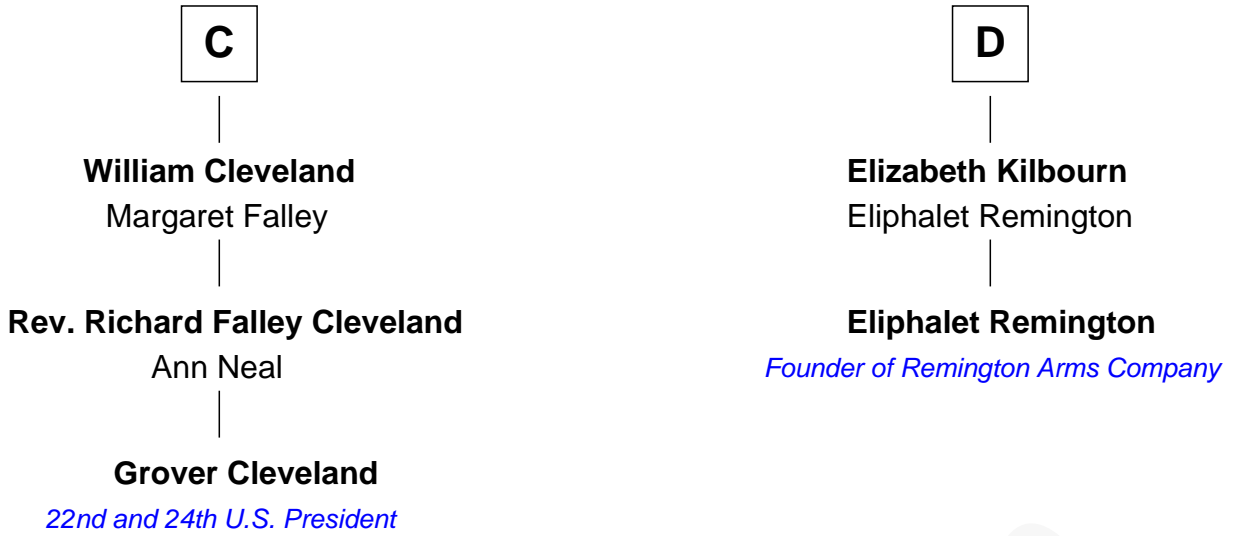 C
William Cleveland
Margaret Falley
Rev. Richard Falley Cleveland
Ann Neal
Grover Cleveland
22nd and 24th U.S. President
D
Elizabeth Kilbourn
Eliphalet Remington
Eliphalet Remington
Founder of Remington Arms Company